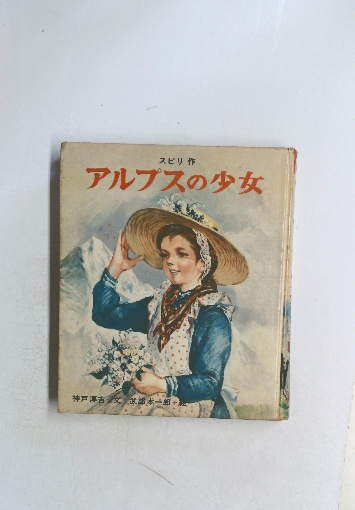 スピリ 作
アルプスの少女
神戸淳吉・文 武部本一郎・絵